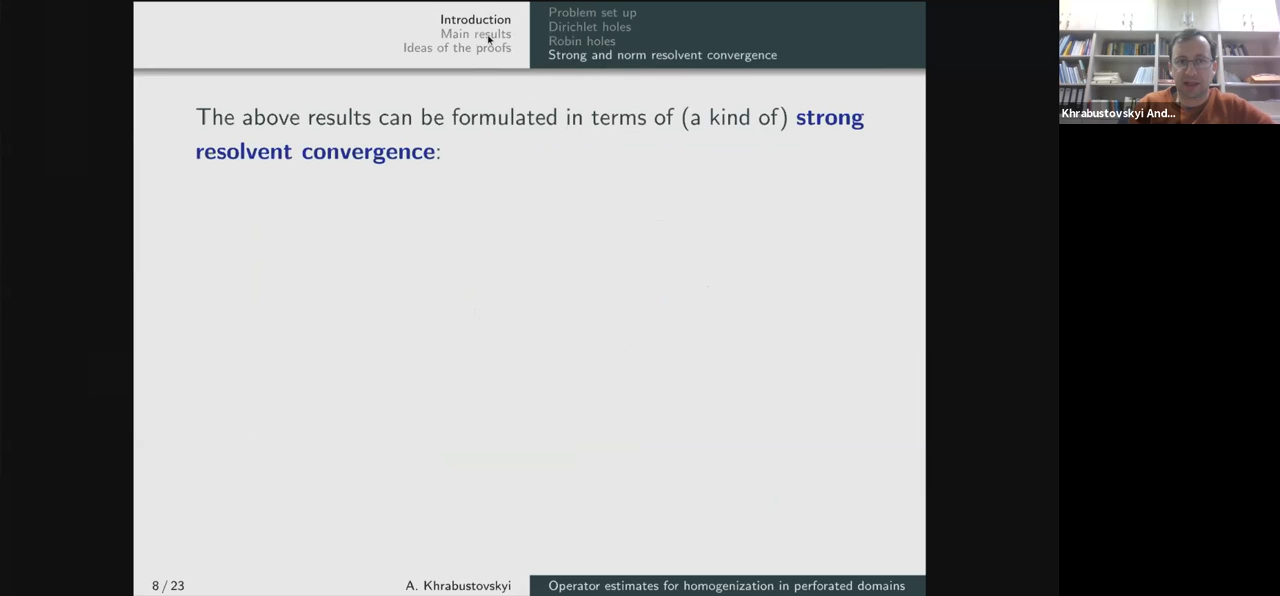 Introduction
Main results
Ideas of the proofs
Problem set up
Dirichlet holes
Robin holes
Strong and norm resolvent convergence
The above results can be formulated in terms of (a kind of) strong
resolvent convergence:
Khrabustovskyi And...
8 / 23
A. Khrabustovskyi
Operator estimates for homogenization in perforated domains